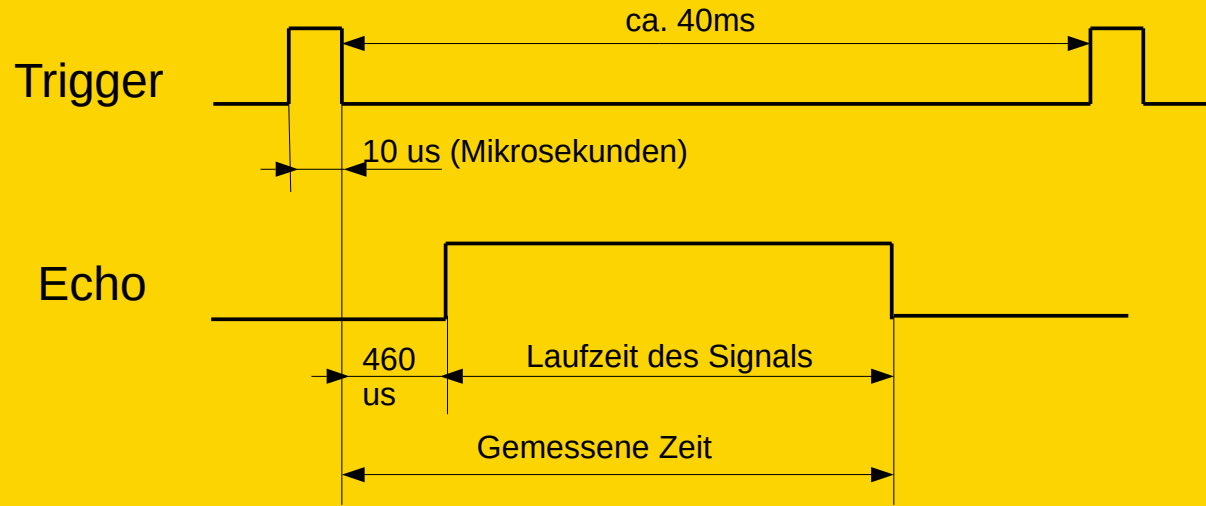 ca. 40ms
Trigger
10 us (Mikrosekunden)
Echo
460
us
Laufzeit des Signals
Gemessene Zeit